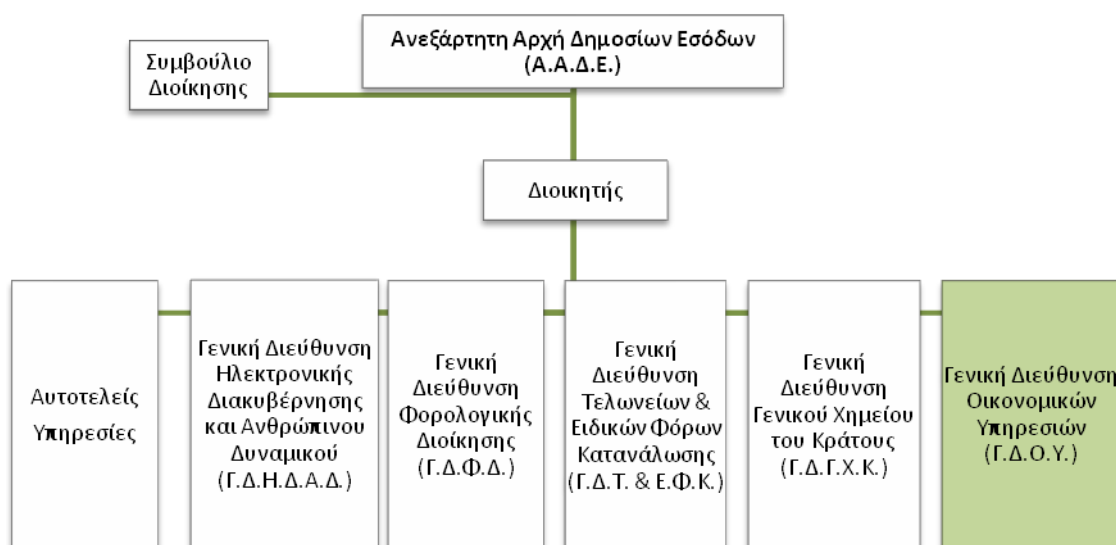 Ανεξάρτητη Αρχή Δημοσίων Εσόδων
(Α.Α.Δ.Ε.)
Συμβούλιο
Διοίκησης
Διοικητής
Αυτοτελείς
Υπηρεσίες
Γενική Διεύθυνση
Ηλεκτρονικής
Διακυβέρνησης
και Ανθρώπινου
Δυναμικού
(Γ.Δ.Η.Δ.Α.Δ.)
Γενική
Διεύθυνση
Φορολογικής
Διοίκησης
(Γ.Δ.Φ.Δ.)
Γενική
Διεύθυνση
Τελωνείων &
Ειδικών Φόρων
Κατανάλωσης
(Γ.Δ.Τ. & Ε.Φ.Κ.)
Γενική
Διεύθυνση
Γενικού Χημείου
του Κράτους
(Γ.Δ.Γ.Χ.Κ.)
Γενική Διεύθυνση
Οικονομικών
Υπηρεσιών
(Γ.Δ.Ο.Υ.)